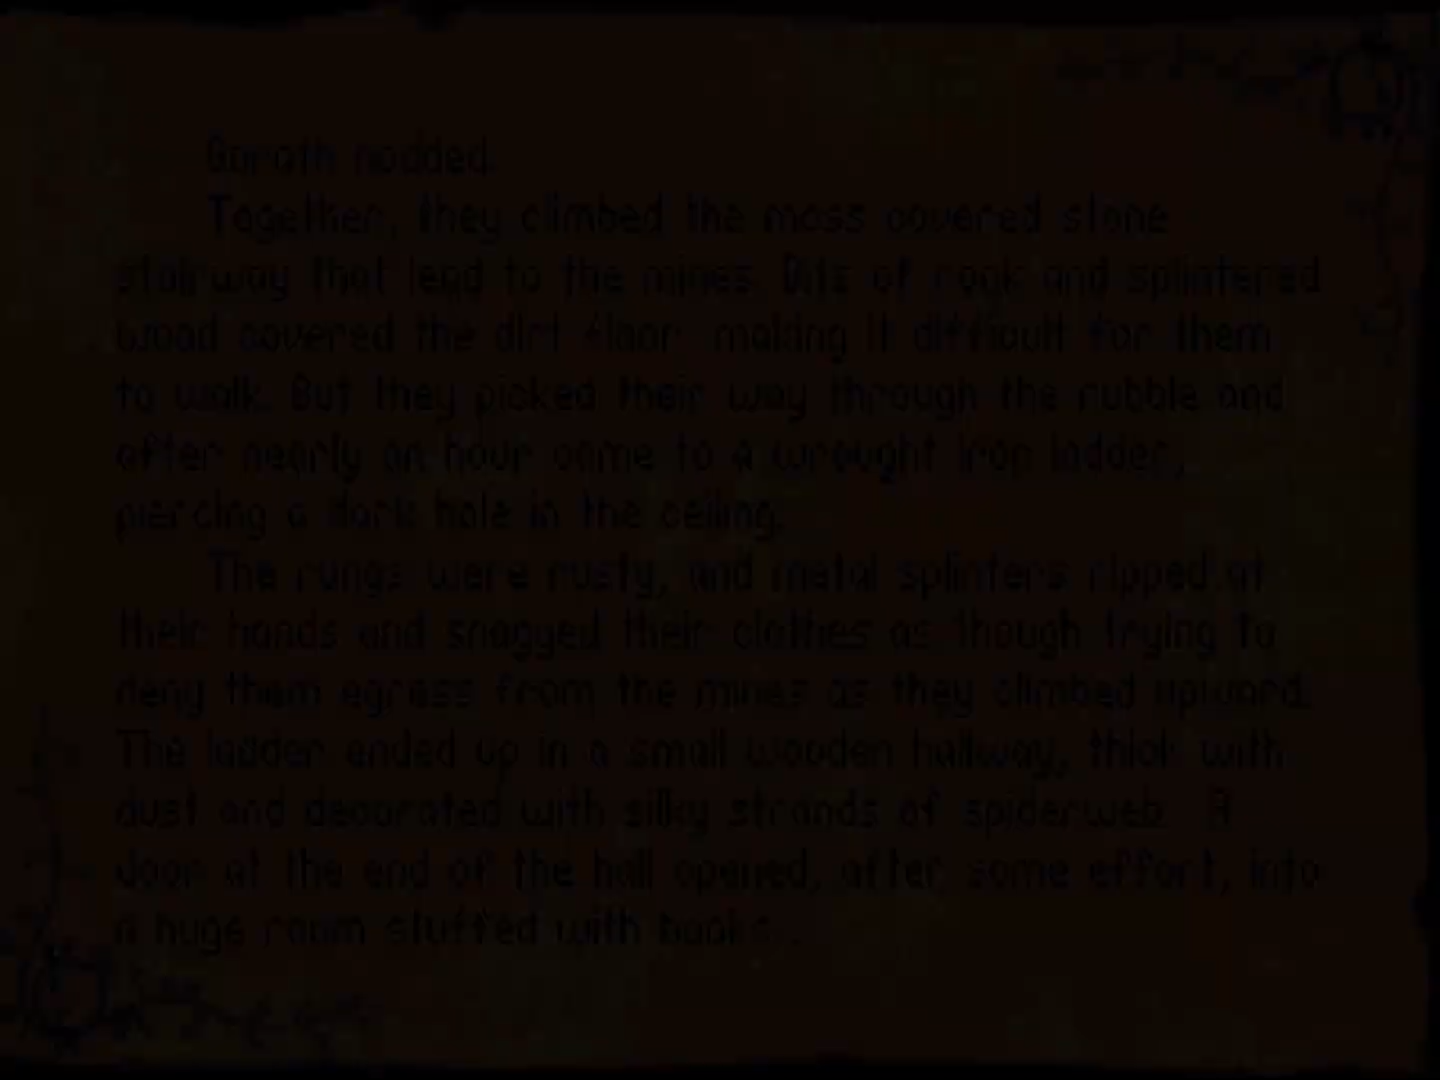 Gorath nodded.
Together, they climbed the moss covered stone
stairway that lead to the mines. Bits of rock and splintered
wood covered the dirt floor, making it difficult for them
to walk. But they picked their way through the rubble and
after nearly an hour came to a wrought iron ladder,
piercing a dark hole in the ceiling.
The rungs were rusty, and metal splinters ripped at
their hands and snagged their clothes as though trying to
deny them egress from the mines as they climbed upward.
The ladder ended up in a small wooden hallway, thick with
dust and decorated with silky strands of spiderweb. A
door at the end of the hall opened, after some effort, into
a huge room stuffed with books...